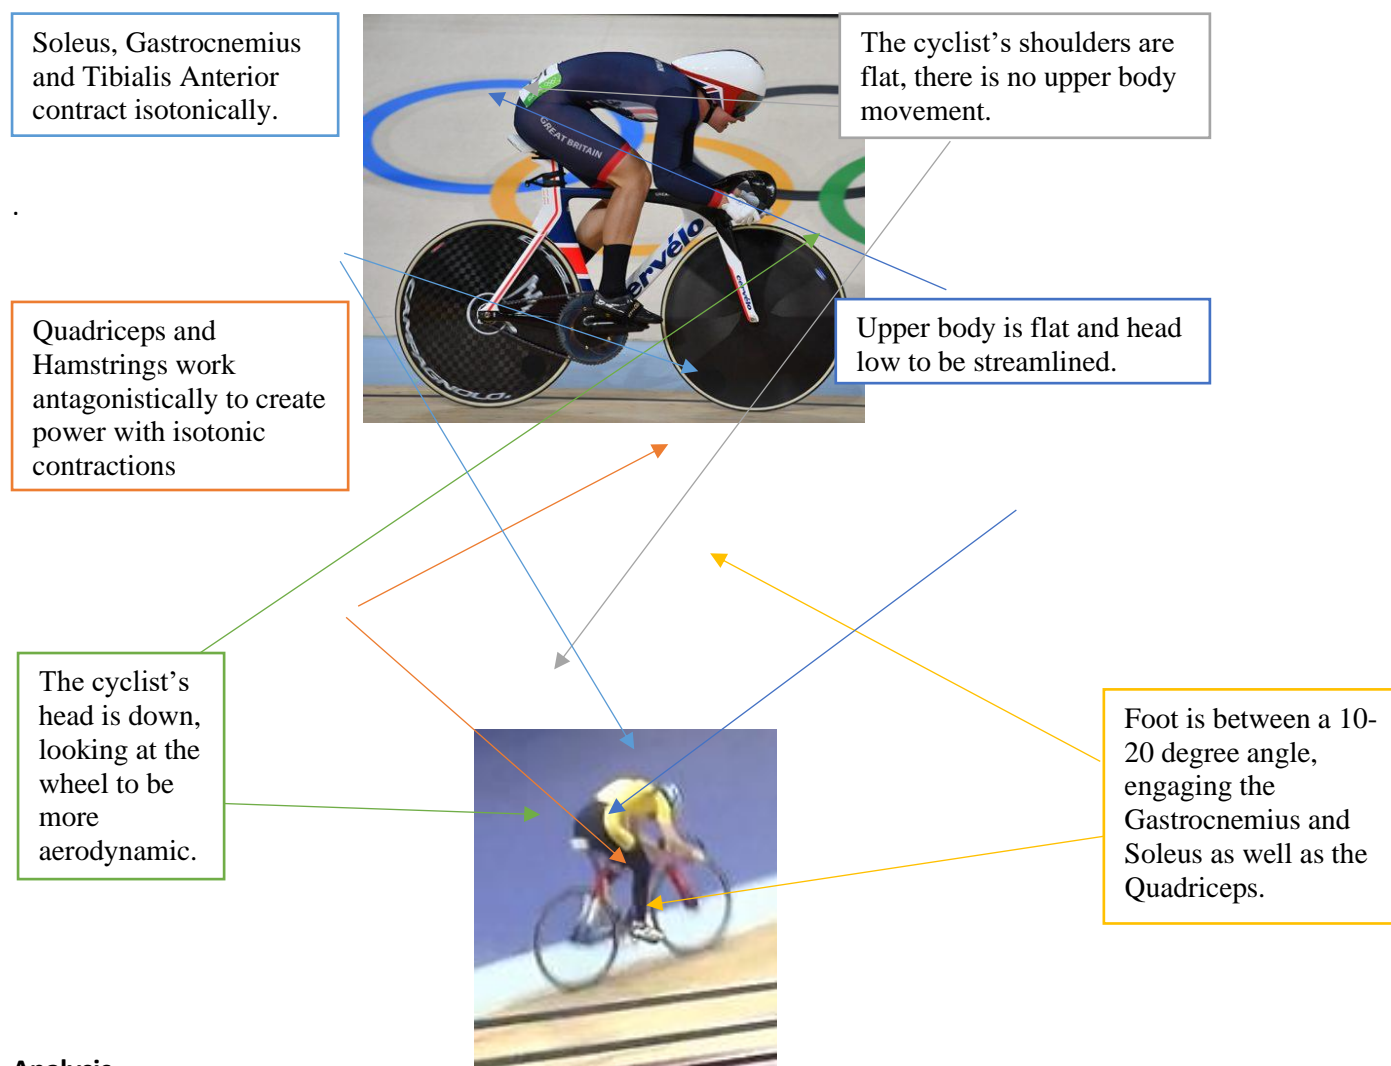 Soleus, Gastrocnemius
and Tibialis Anterior
contract isotonically.
The cyclist’s shoulders are
flat, there is no upper body
movement.
GREAT BRITAIN
cervélo
cervélo
CAMPAGNOLO.
.
Quadriceps and
Hamstrings work
antagonistically to create
power with isotonic
contractions
Upper body is flat and head
low to be streamlined.
The cyclist’s
head is down,
looking at the
wheel to be
more
aerodynamic.
Foot is between a 10-
20 degree angle,
engaging the
Gastrocnemius and
Soleus as well as the
Quadriceps.
Analysis